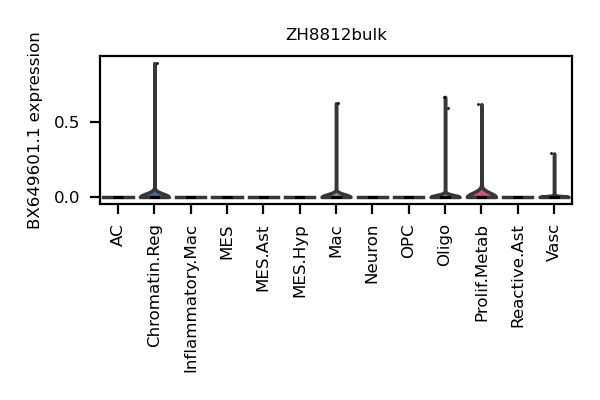 ZH8812bulk
BX649601.1 expression
0.5
0.0
AC
Chromatin.Reg
Inflammatory.Mac
MES
MES.Ast
MES.Hyp
Mac
Neuron
OPC
Oligo
Prolif.Metab
Reactive.Ast
Vasc